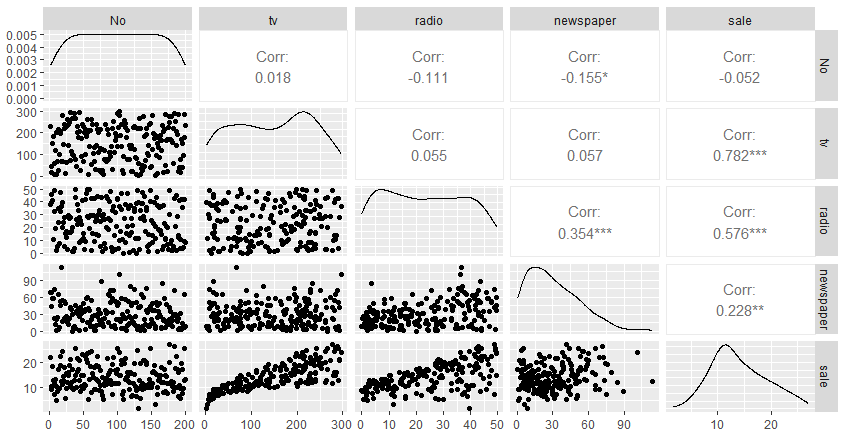 No tv radio newspaper sale
0.005
0.004
0.003
0.002
0.001
0.000
Corr:
0.018
Corr:
-0.111
Corr:
-0.155*
Corr:
-0.052
No
300
200
100
0
Corr:
0.055
Corr:
0.057
Corr:
0.782***
tv
50
40
30
20
10
0
Corr:
0.354***
Corr:
0.576***
radio
90
60
30
0
Corr:
0.228**
newspaper
20
10
sale
0 50 100 150 200 0 100 200 300 0 10 20 30 40 50 0 30 60 90 10 20